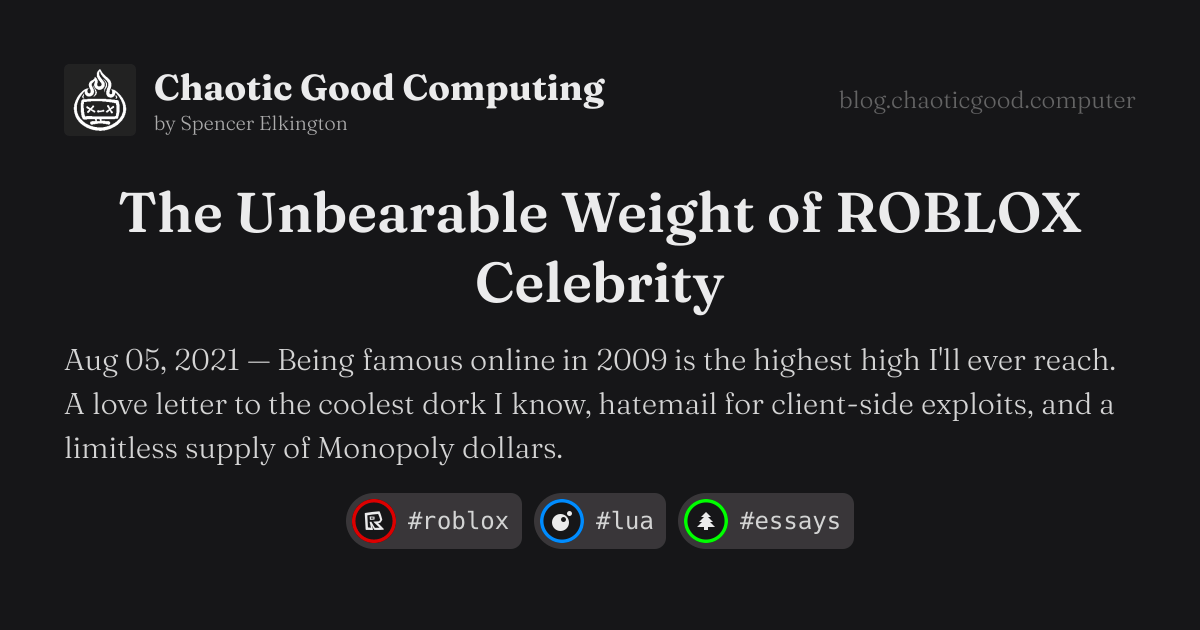 Chaotic Good Computing
by Spencer Elkington
blog.chaoticgood.computer
The Unbearable Weight of ROBLOX
Celebrity
Aug 05, 2021 — Being famous online in 2009 is the highest high I'll ever reach.
A love letter to the coolest dork I know, hatemail for client-side exploits, and a
limitless supply of Monopoly dollars.
#roblox #lua #essays